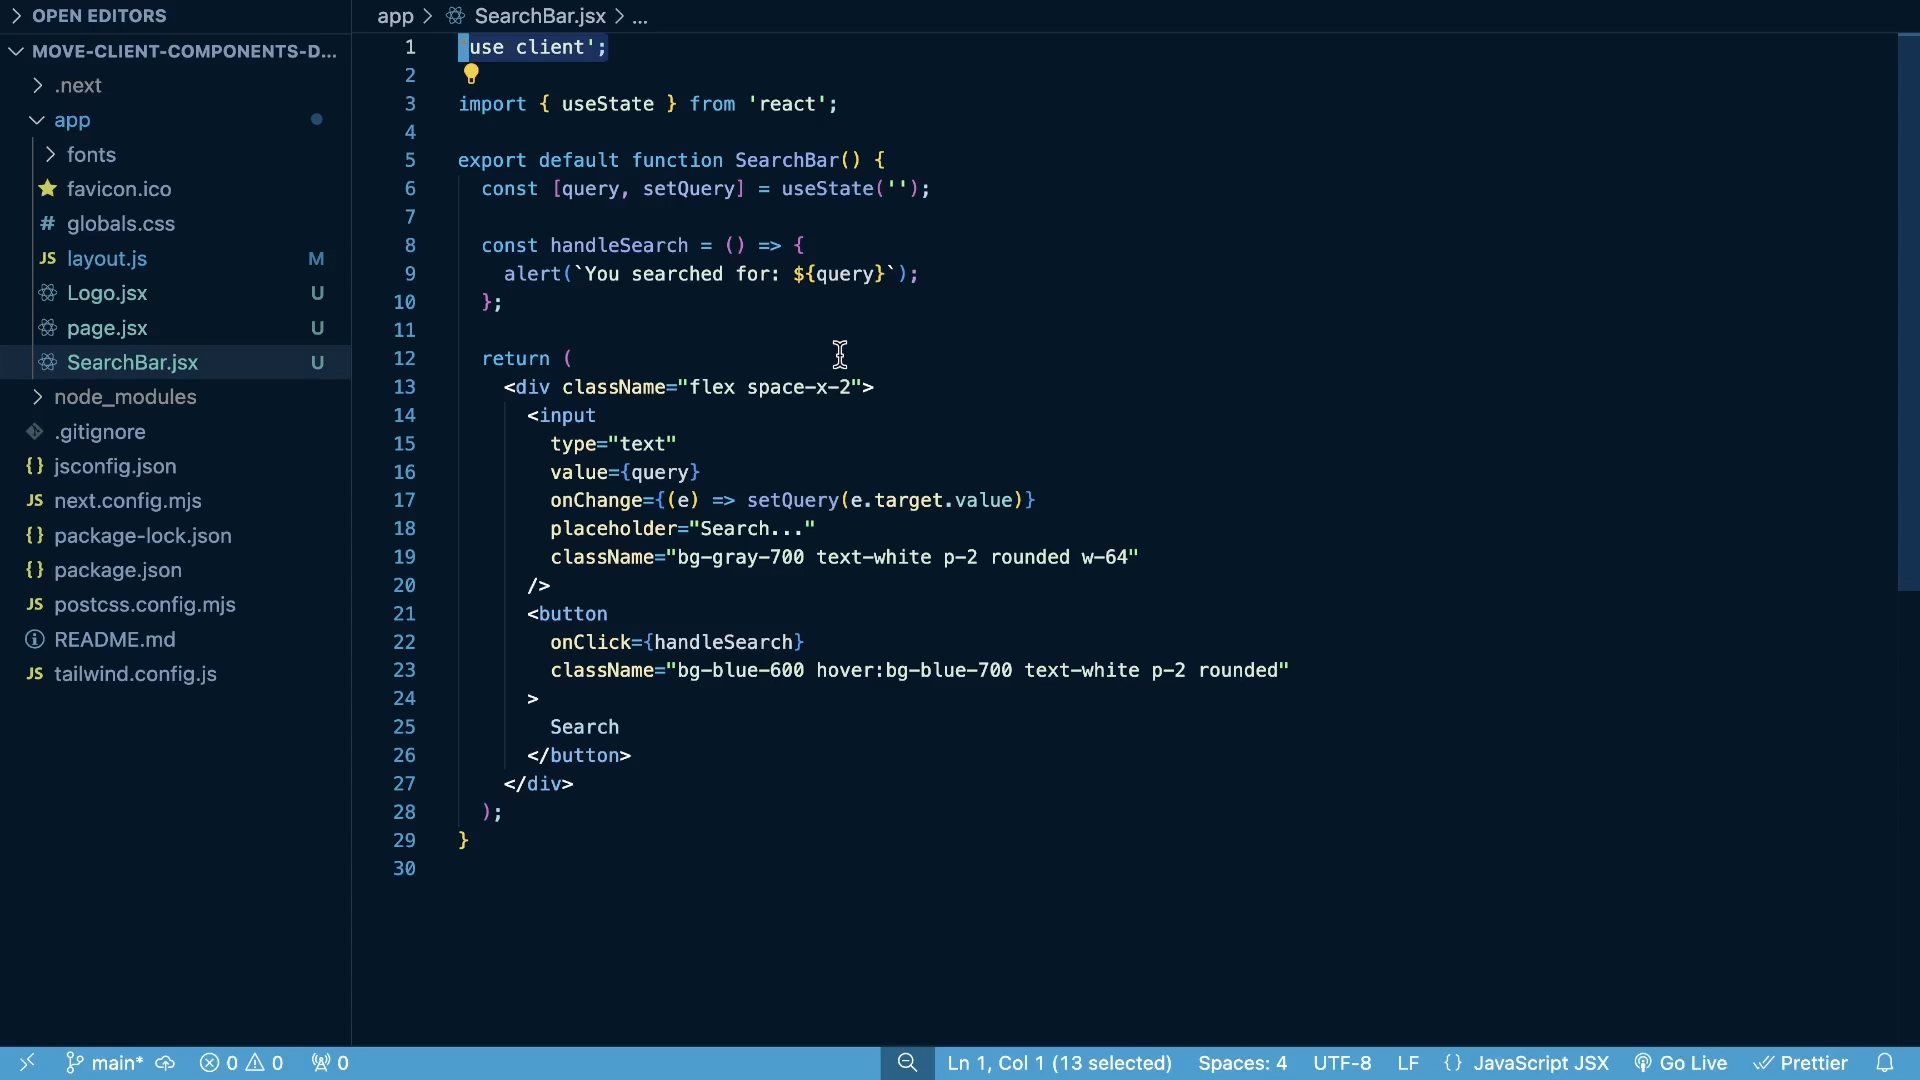 OPEN EDITORS
MOVE-CLIENT-COMPONENTS-D...
.next
app
fonts
favicon.ico
# globals.css
JS layout.js M
Logo.jsx U
page.jsx U
SearchBar.jsx U
node_modules
.gitignore
{} jsconfig.json
JS next.config.mjs
{} package-lock.json
{} package.json
JS postcss.config.mjs
README.md
JS tailwind.config.js
app > SearchBar.jsx > ...
1 'use client';
2
3 import { useState } from 'react';
4
5 export default function SearchBar() {
6 const [query, setQuery] = useState('');
7
8 const handleSearch = () => {
9 alert(`You searched for: ${query}`);
10 };
11
12 return (
13 <div className="flex space-x-2">
14 <input
15 type="text"
16 value={query}
17 onChange={(e) => setQuery(e.target.value)}
18 placeholder="Search..."
19 className="bg-gray-700 text-white p-2 rounded w-64"
20 />
21 <button
22 onClick={handleSearch}
23 className="bg-blue-600 hover:bg-blue-700 text-white p-2 rounded"
24 >
25 Search
26 </button>
27 </div>
28 );
29 }
30
main* 0 0 0 Ln 1, Col 1 (13 selected) Spaces: 4 UTF-8 LF {} JavaScript JSX Go Live Prettier